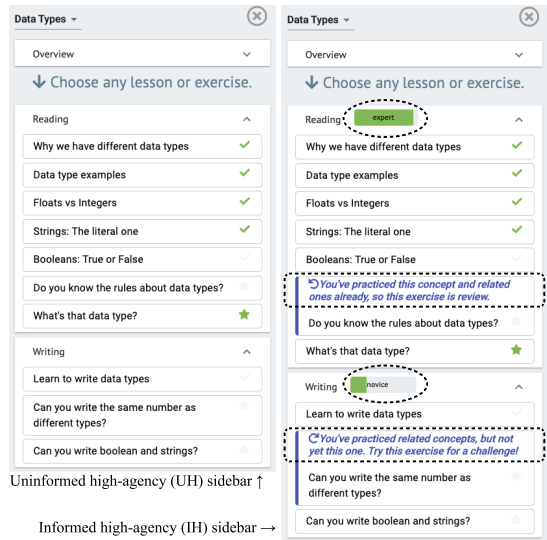 Data Types
Overview
Choose any lesson or exercise.
Reading
Why we have different data types
Data type examples
Floats vs Integers
Strings: The literal one
Booleans: True or False
Do you know the rules about data types?
What's that data type?
Writing
Learn to write data types
Can you write the same number as
different types?
Can you write boolean and strings?
Uninformed high-agency (UH) sidebar ↑
Data Types
Overview
Choose any lesson or exercise.
Reading expert
Why we have different data types
Data type examples
Floats vs Integers
Strings: The literal one
Booleans: True or False
You've practiced this concept and related
ones already, so this exercise is review.
Do you know the rules about data types?
What's that data type?
Writing novice
Learn to write data types
You've practiced related concepts, but not
yet this one. Try this exercise for a challenge!
Can you write the same number as
different types?
Can you write boolean and strings?
Informed high-agency (IH) sidebar →